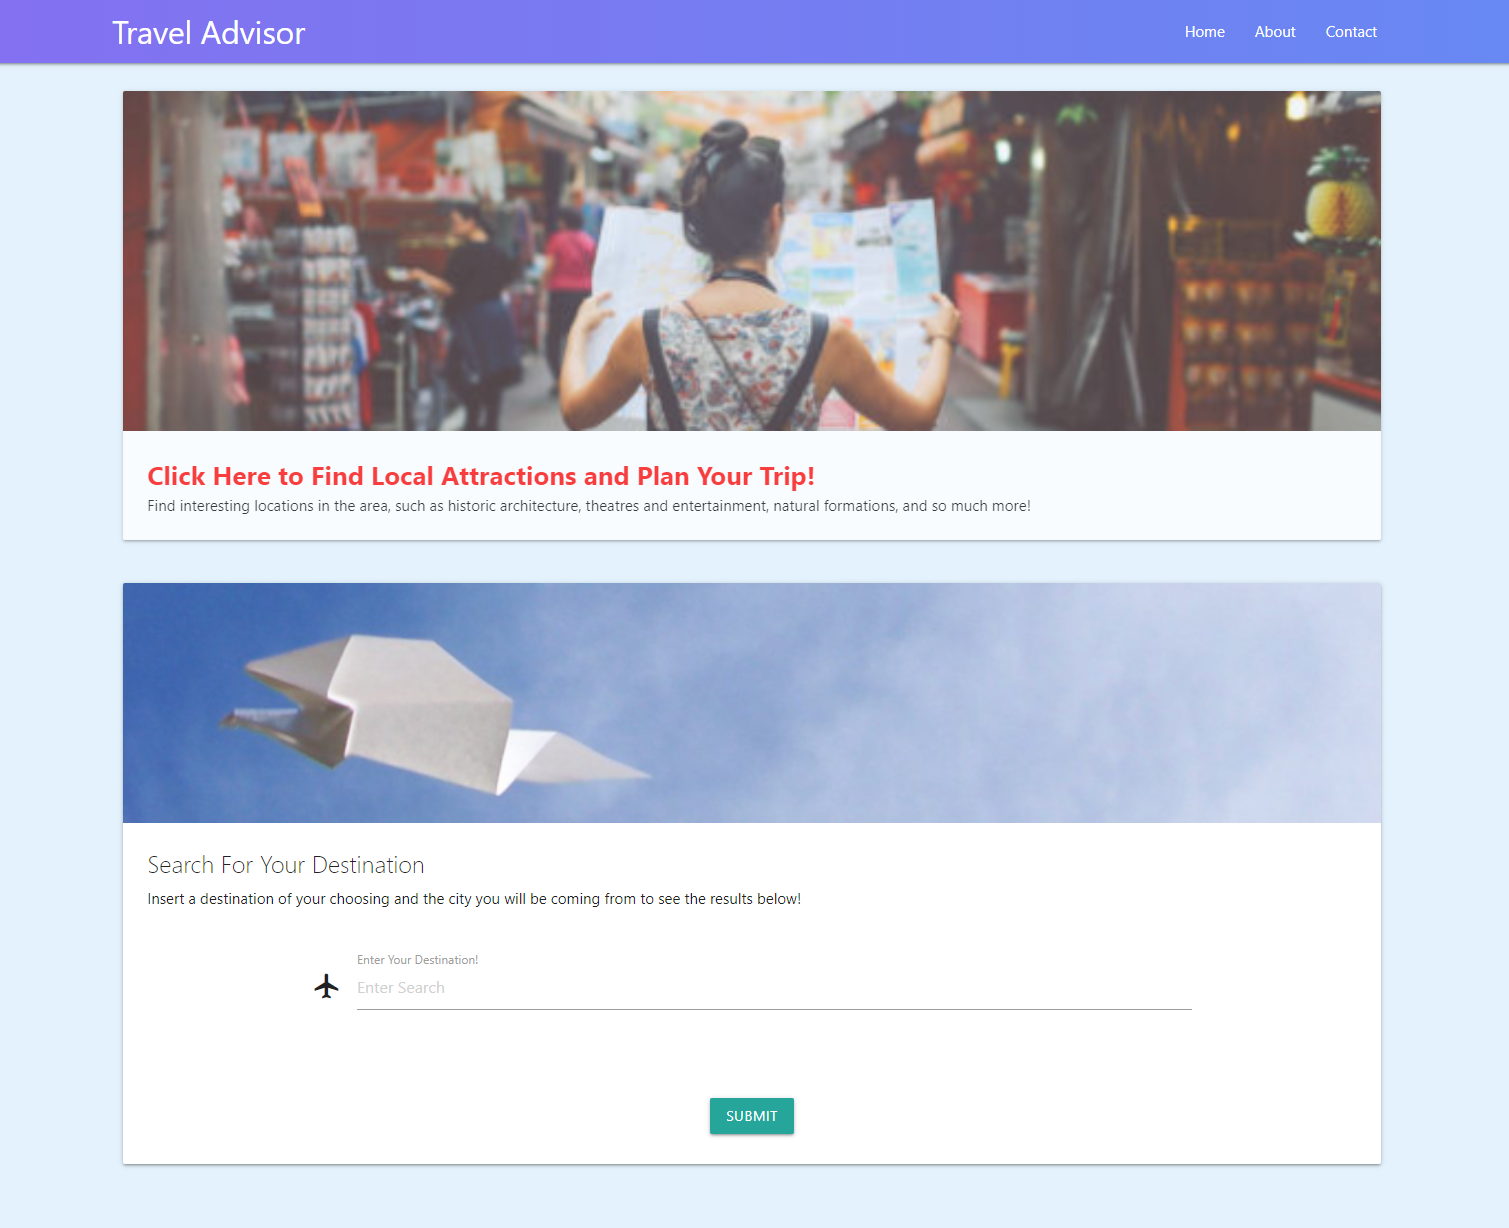 Travel Advisor
Home About Contact
Click Here to Find Local Attractions and Plan Your Trip!
Find interesting locations in the area, such as historic architecture, theatres and entertainment, natural formations, and so much more!
Search For Your Destination
Insert a destination of your choosing and the city you will be coming from to see the results below!
Enter Your Destination!
Enter Search
SUBMIT